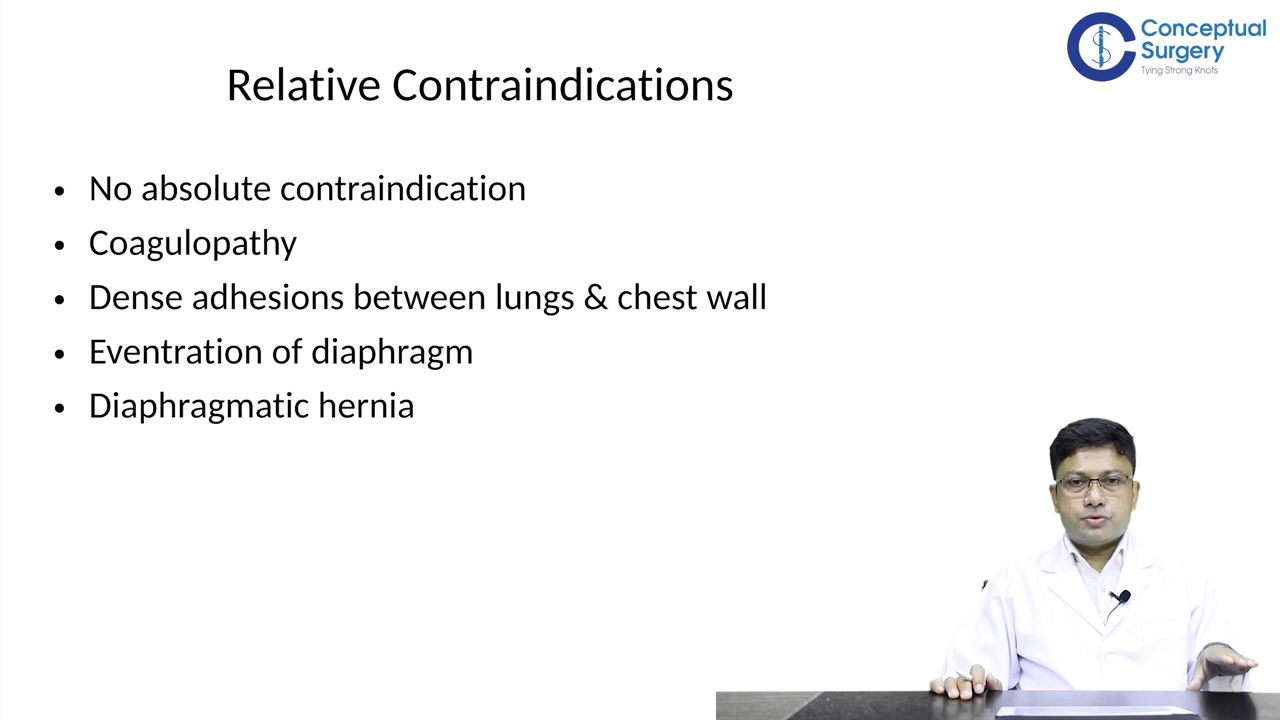 Conceptual
Surgery
Tying Strong Knots
Relative Contraindications
• No absolute contraindication
• Coagulopathy
• Dense adhesions between lungs & chest wall
• Eventration of diaphragm
• Diaphragmatic hernia